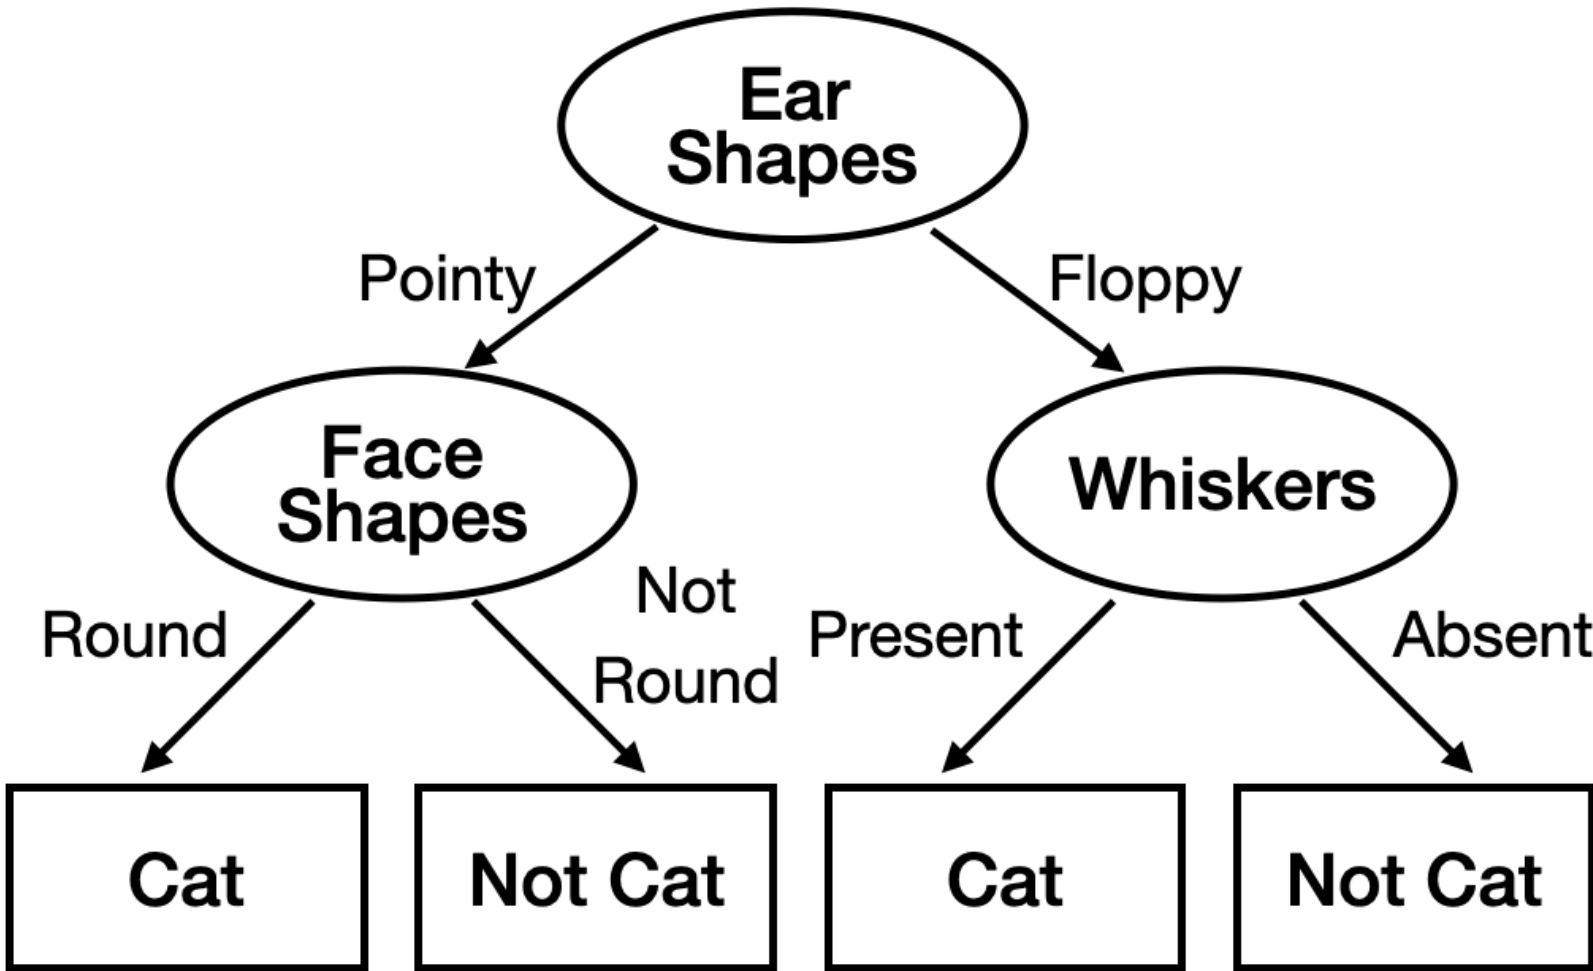 Ear
Shapes
Pointy
Floppy
Face
Shapes
Whiskers
Round
Not
Round
Present
Absent
Cat
Not Cat
Cat
Not Cat